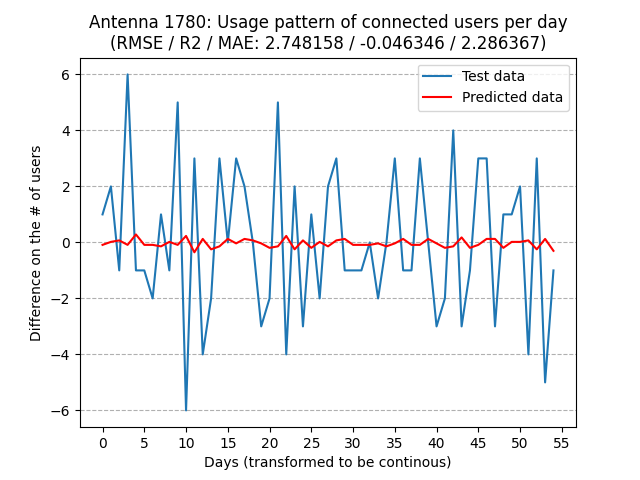 Antenna 1780: Usage pattern of connected users per day
(RMSE / R2 / MAE: 2.748158 / -0.046346 / 2.286367)
Test data
Predicted data
6
4
2
0
−2
−4
−6
Difference on the # of users
0 5 10 15 20 25 30 35 40 45 50 55
Days (transformed to be continous)